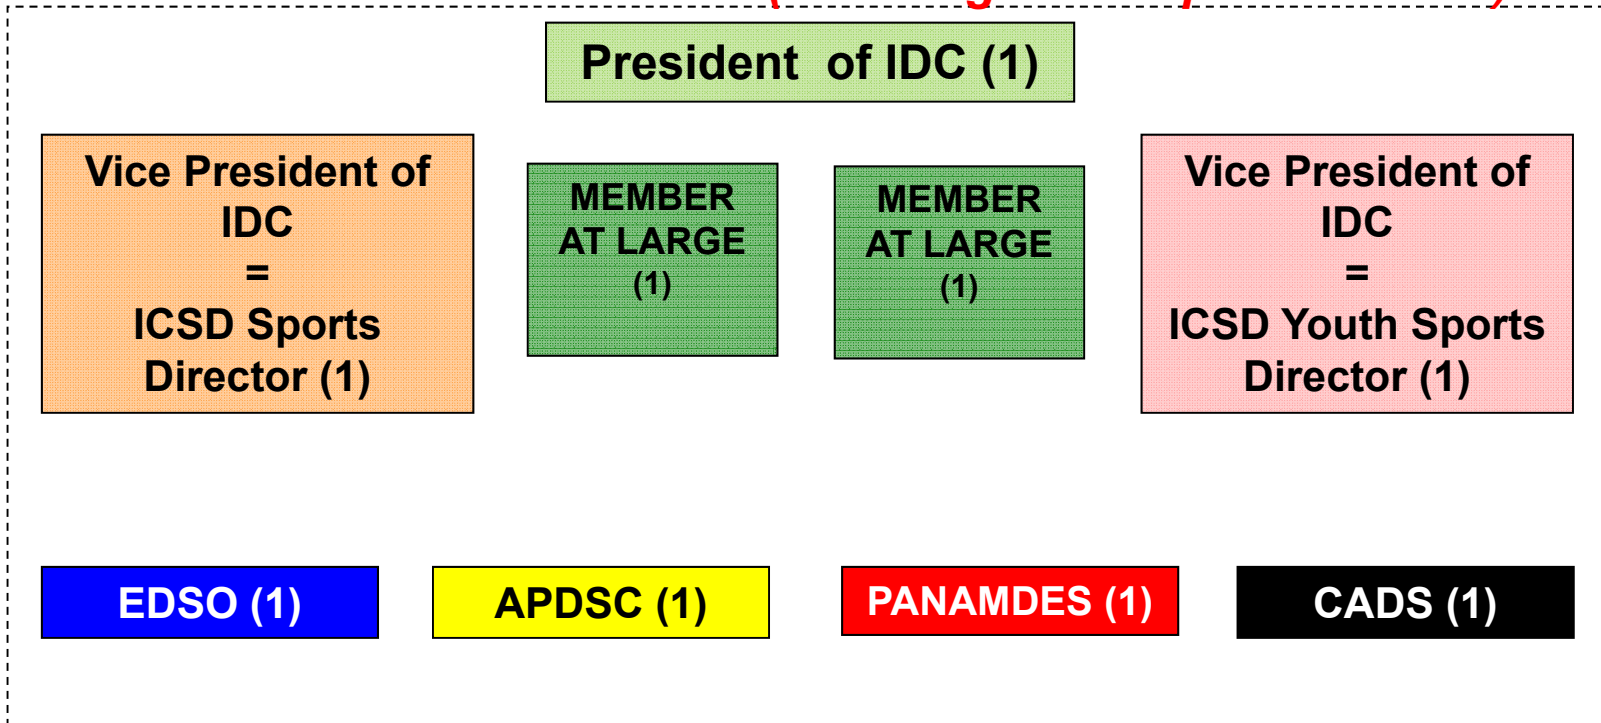 President of IDC (1)
Vice President of
IDC
=
ICSD Sports
Director (1)
MEMBER
AT LARGE
(1)
MEMBER
AT LARGE
(1)
Vice President of
IDC
=
ICSD Youth Sports
Director (1)
EDSO (1)
APDSC (1)
PANAMDES (1)
CADS (1)